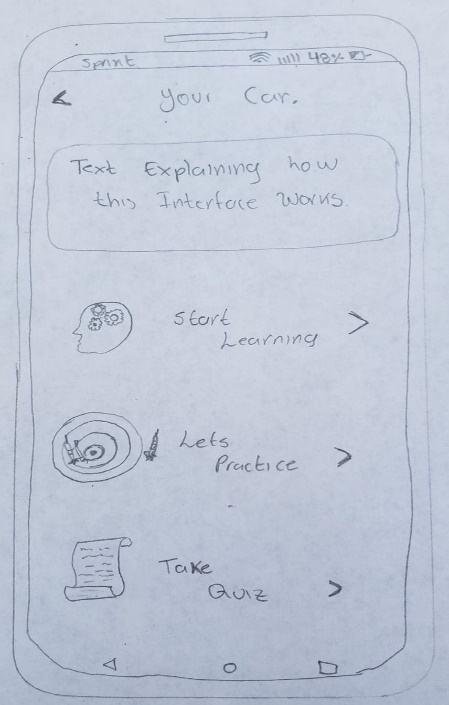 Sprint 48%
your Car.
Text Explaining how
this Interface Works.
Start
Learning
Lets
Practice
Take
Quiz